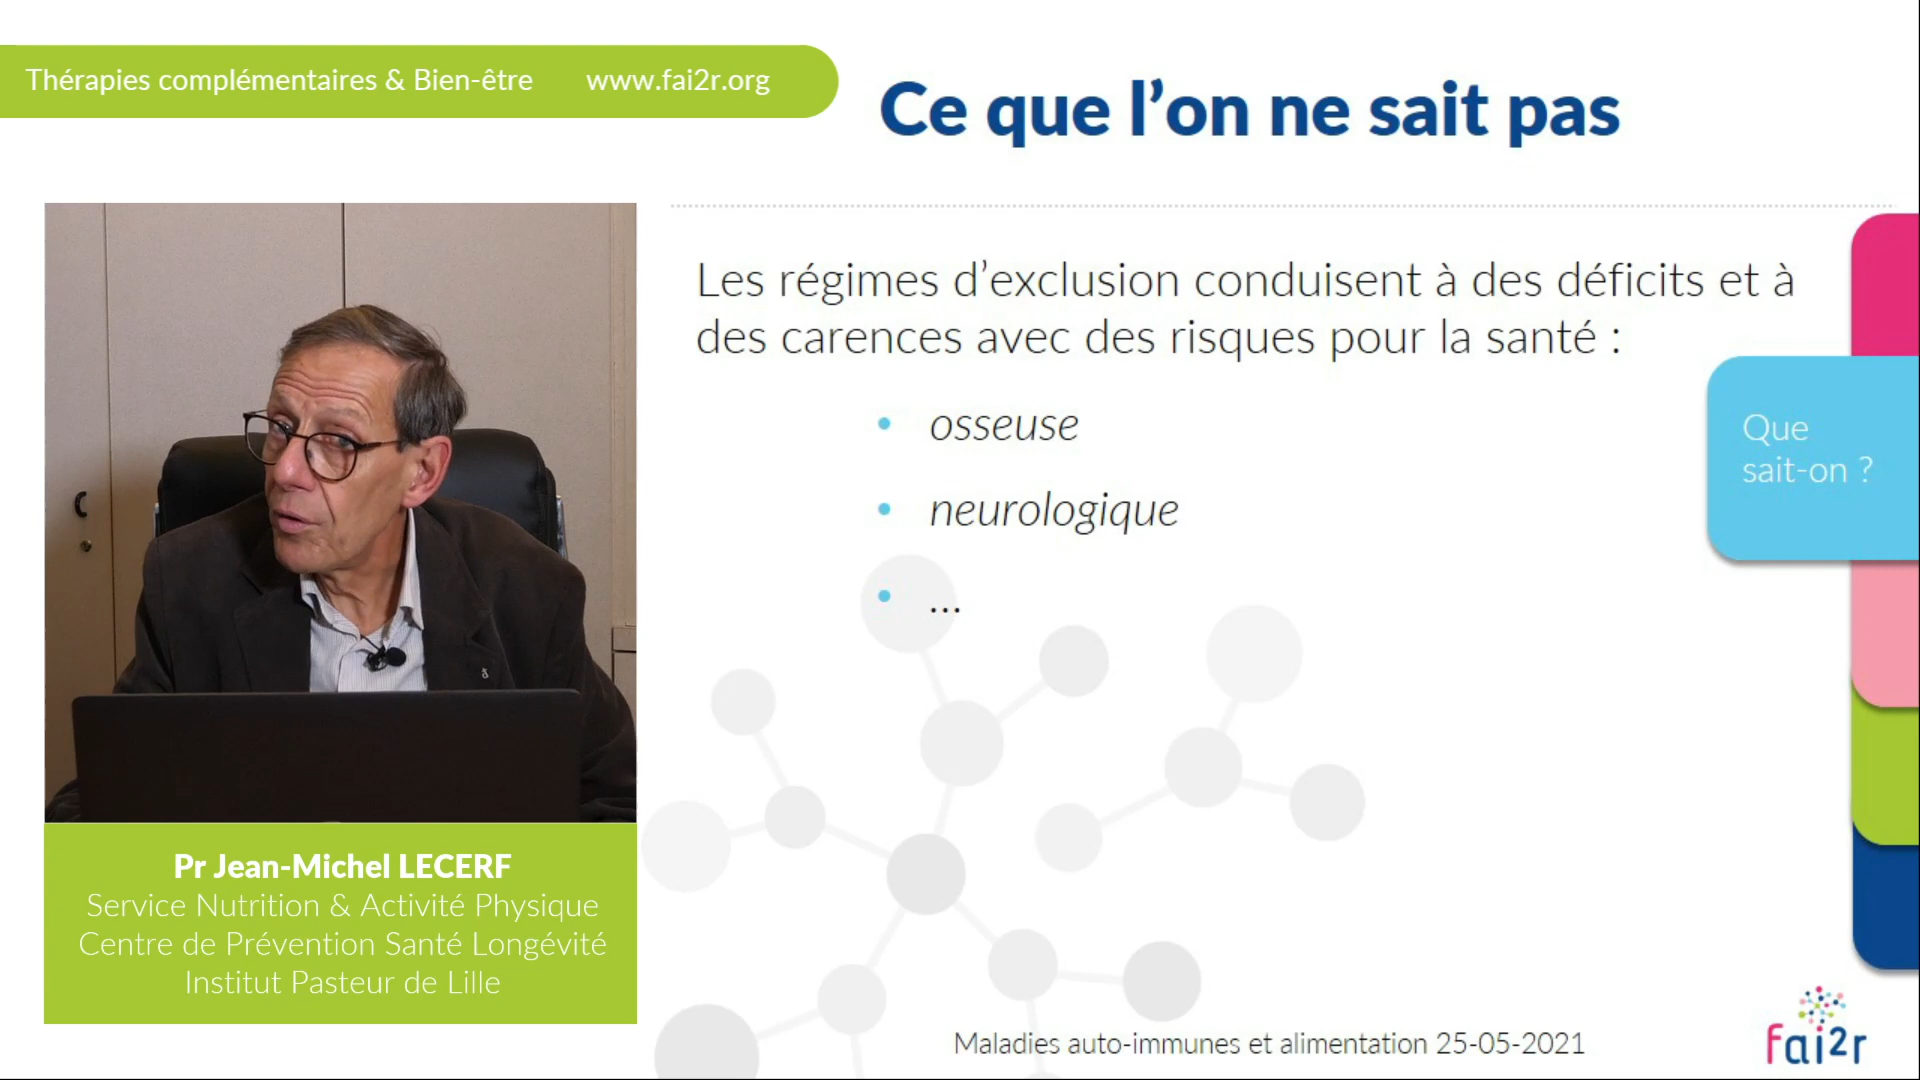 Thérapies complémentaires & Bien-être www.fai2r.org
Ce que l’on ne sait pas
Les régimes d’exclusion conduisent à des déficits et à
des carences avec des risques pour la santé :
• osseuse
• neurologique
• ...
Que
sait-on ?
Pr Jean-Michel LECERF
Service Nutrition & Activité Physique
Centre de Prévention Santé Longévité
Institut Pasteur de Lille
Maladies auto-immunes et alimentation 25-05-2021
fai2r